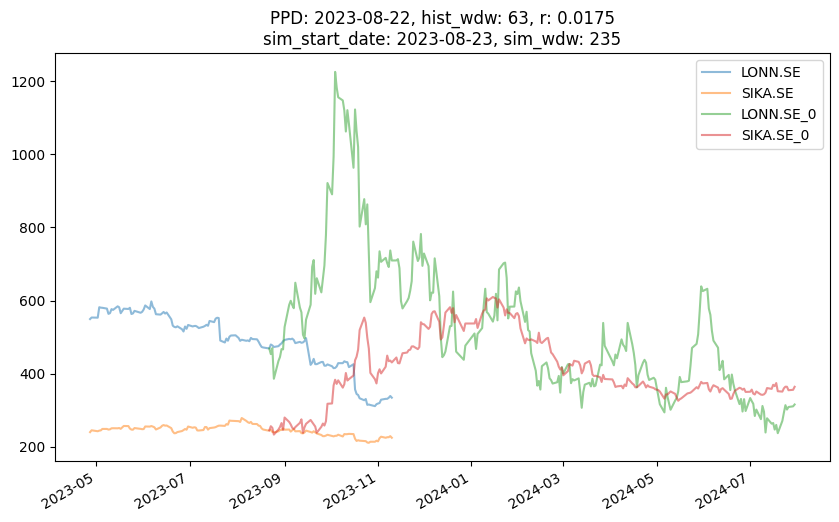 PPD: 2023-08-22, hist_wdw: 63, r: 0.0175
sim_start_date: 2023-08-23, sim_wdw: 235
LONN.SE
SIKA.SE
LONN.SE_0
SIKA.SE_0
1200
1000
800
600
400
200
2023-05
2023-07
2023-09
2023-11
2024-01
2024-03
2024-05
2024-07